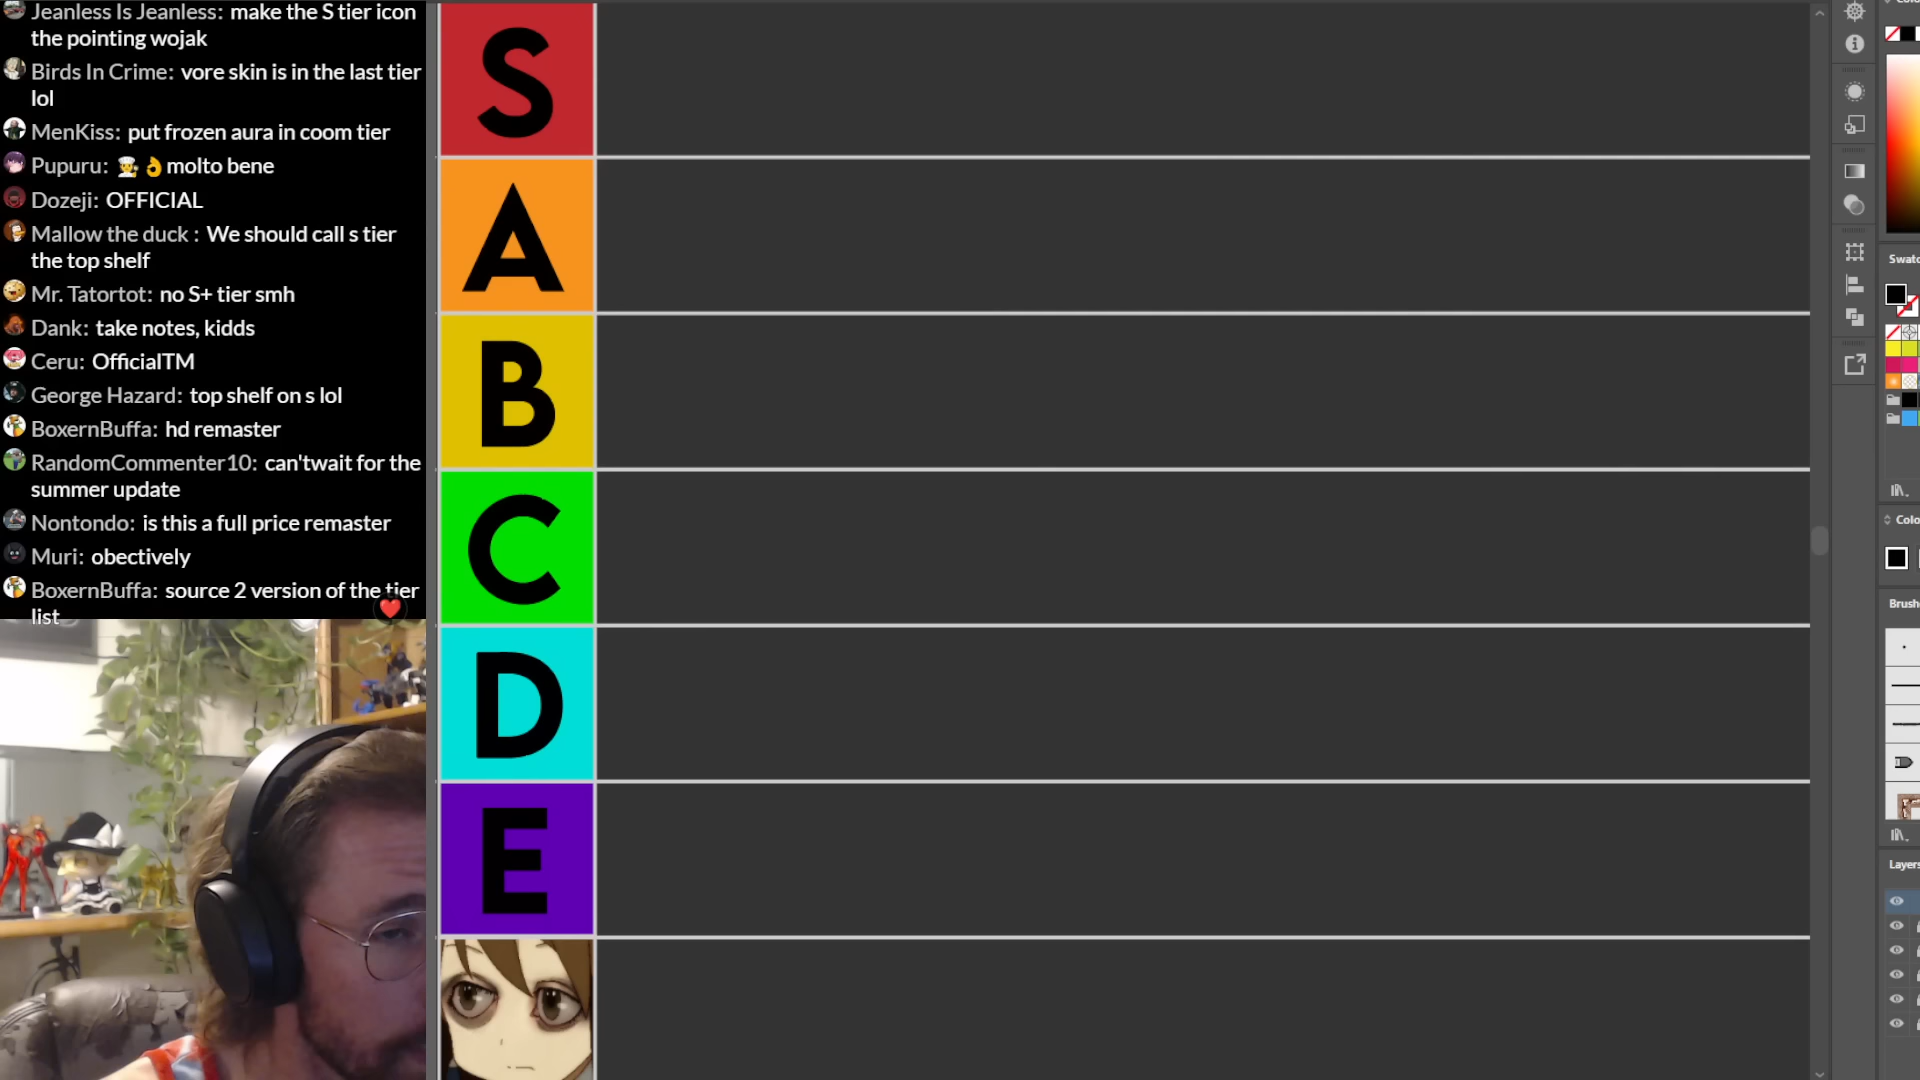 Jeanless Is Jeanless: make the S tier icon
the pointing wojak
Birds In Crime: vore skin is in the last tier
lol
MenKiss: put frozen aura in coom tier
Pupuru: 👨‍🍳👌molto bene
Dozeji: OFFICIAL
Mallow the duck : We should call s tier
the top shelf
Mr. Tatortot: no S+ tier smh
Dank: take notes, kidds
Ceru: OfficialTM
George Hazard: top shelf on s lol
BoxernBuffa: hd remaster
RandomCommenter10: can'twait for the
summer update
Nontondo: is this a full price remaster
Muri: obectively
BoxernBuffa: source 2 version of the tier
list
S
A
B
C
D
E
Swatc
Colo
Brush
Layers